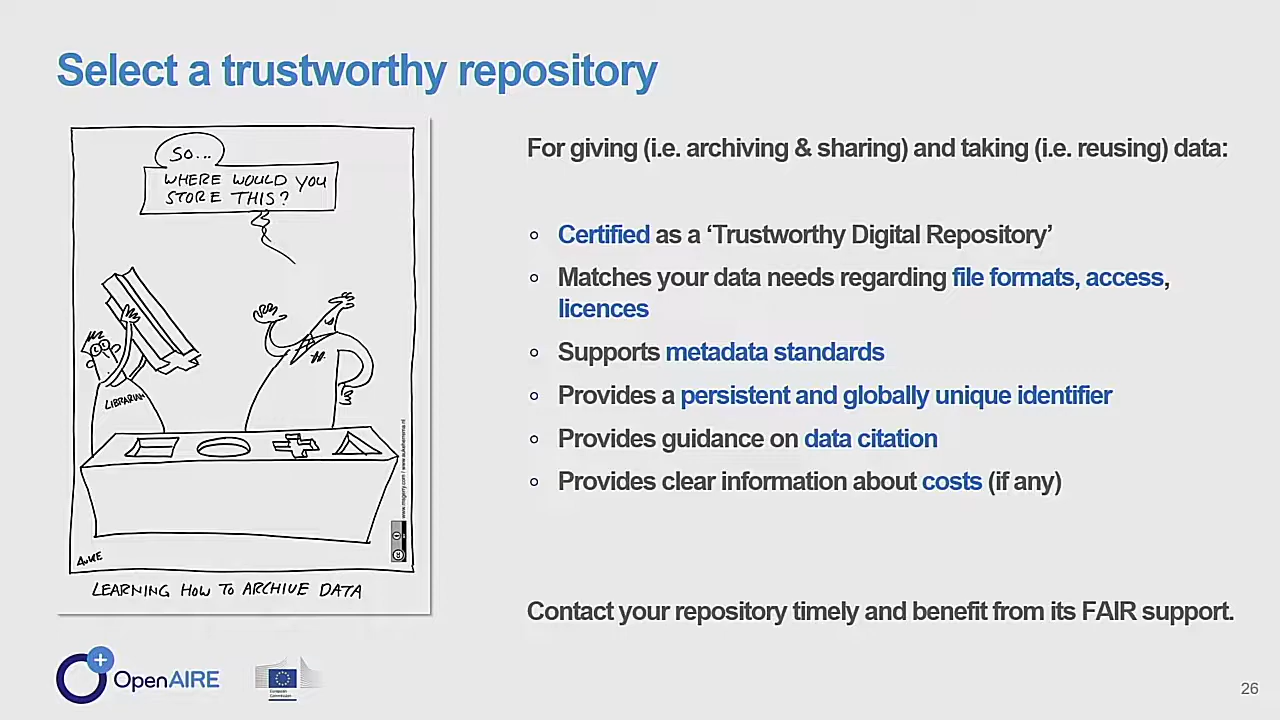 Select a trustworthy repository
SO...
WHERE WOULD YOU
STORE THIS?
LIBRARIAN
AUKE
LEARNING HOW TO ARCHIVE DATA
For giving (i.e. archiving & sharing) and taking (i.e. reusing) data:
Certified as a ‘Trustworthy Digital Repository’
Matches your data needs regarding file formats, access,
licences
Supports metadata standards
Provides a persistent and globally unique identifier
Provides guidance on data citation
Provides clear information about costs (if any)
Contact your repository timely and benefit from its FAIR support.
OpenAIRE
European
Commission
26